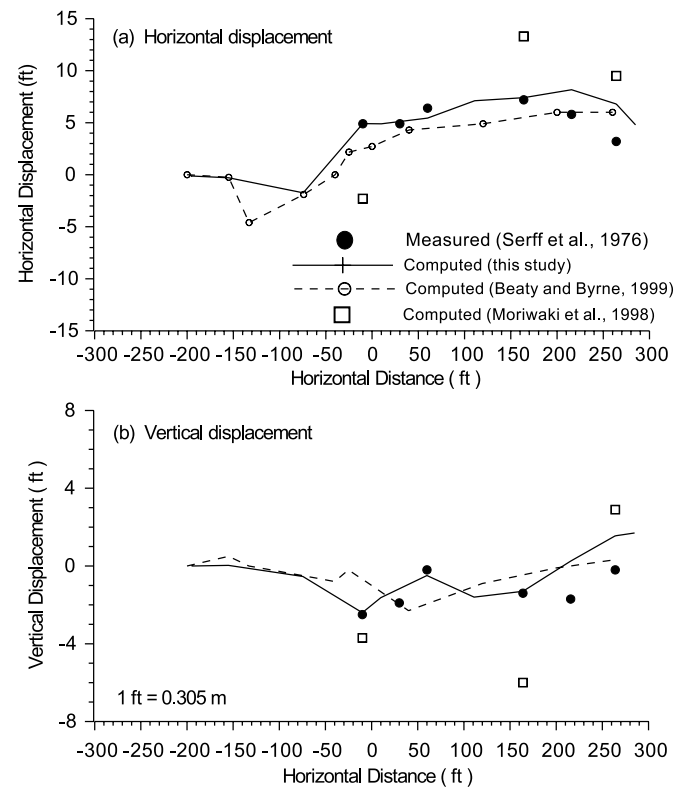 (a) Horizontal displacement
Horizontal Displacement (ft)
15
10
5
0
-5
-10
-15
Measured (Serff et al., 1976)
Computed (this study)
Computed (Beaty and Byrne, 1999)
Computed (Moriwaki et al., 1998)
-300 -250 -200 -150 -100 -50 0 50 100 150 200 250 300
Horizontal Distance ( ft )
(b) Vertical displacement
Vertical Displacement ( ft )
8
4
0
-4
-8
1 ft = 0.305 m
-300 -250 -200 -150 -100 -50 0 50 100 150 200 250 300
Horizontal Distance ( ft )